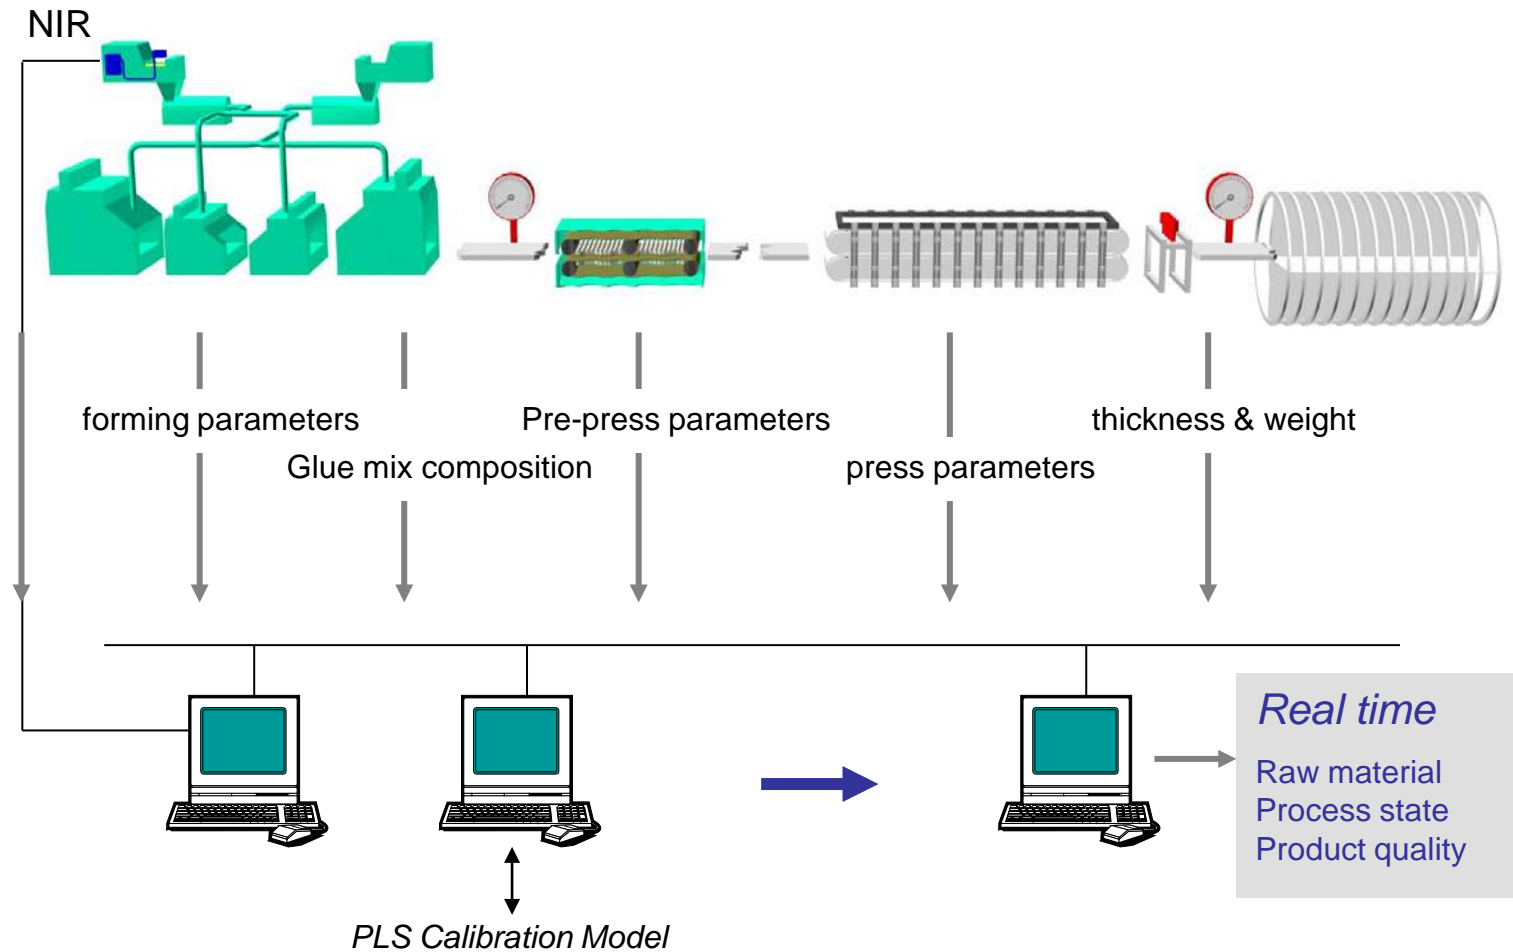 NIR
forming parameters
Pre-press parameters
thickness & weight
Glue mix composition
press parameters
Real time
Raw material
Process state
Product quality
PLS Calibration Model